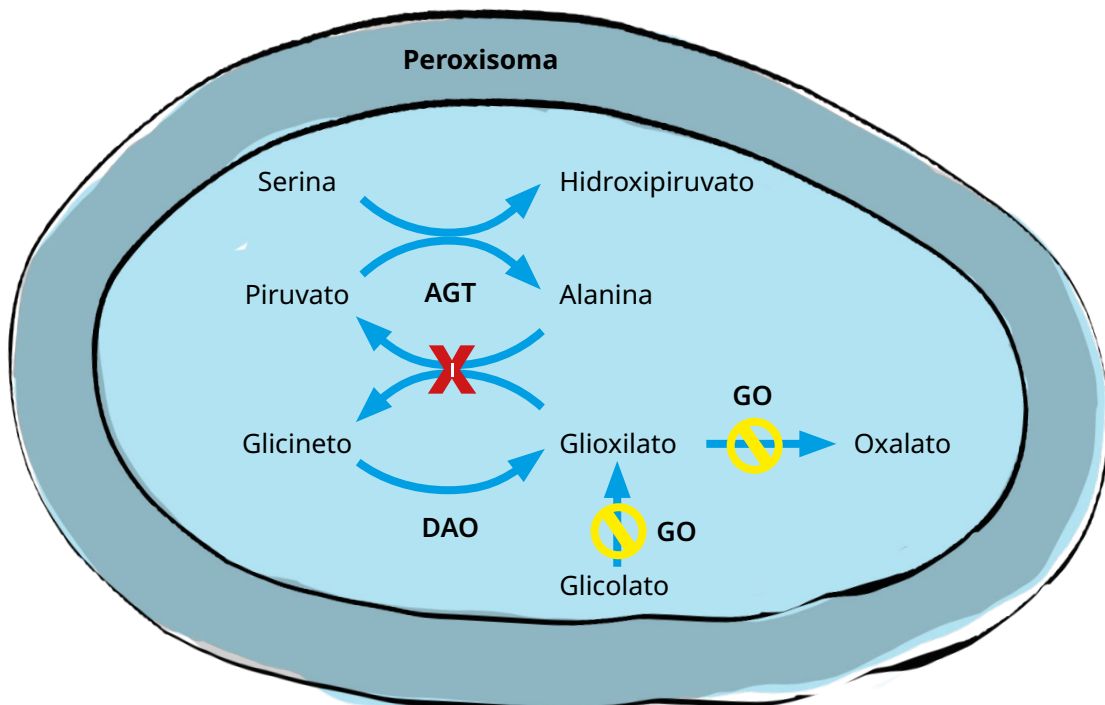 Peroxisoma
Serina
Hidroxipiruvato
Piruvato
AGT
Alanina
GO
Glicineto
Glioxilato
Oxalato
DAO
GO
Glicolato